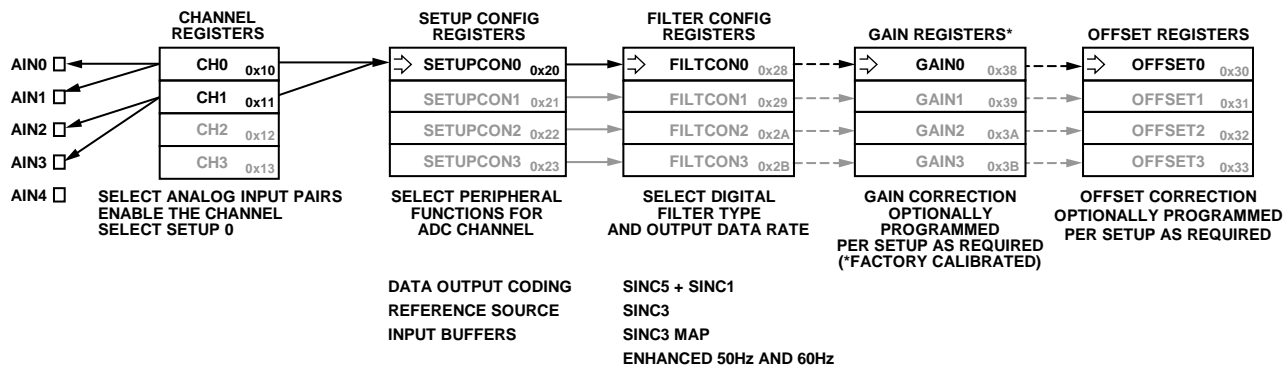 CHANNEL
REGISTERS
SETUP CONFIG
REGISTERS
FILTER CONFIG
REGISTERS
GAIN REGISTERS*
OFFSET REGISTERS
AIN0
AIN1
AIN2
AIN3
AIN4
CH0 0x10
CH1 0x11
CH2 0x12
CH3 0x13
SELECT ANALOG INPUT PAIRS
ENABLE THE CHANNEL
SELECT SETUP 0
SETUPCON0 0x20
SETUPCON1 0x21
SETUPCON2 0x22
SETUPCON3 0x23
SELECT PERIPHERAL
FUNCTIONS FOR
ADC CHANNEL
DATA OUTPUT CODING
REFERENCE SOURCE
INPUT BUFFERS
FILTCON0 0x28
FILTCON1 0x29
FILTCON2 0x2A
FILTCON3 0x2B
SELECT DIGITAL
FILTER TYPE
AND OUTPUT DATA RATE
SINC5 + SINC1
SINC3
SINC3 MAP
ENHANCED 50Hz AND 60Hz
GAIN0 0x38
GAIN1 0x39
GAIN2 0x3A
GAIN3 0x3B
GAIN CORRECTION
OPTIONALLY
PROGRAMMED
PER SETUP AS REQUIRED
(*FACTORY CALIBRATED)
OFFSET0 0x30
OFFSET1 0x31
OFFSET2 0x32
OFFSET3 0x33
OFFSET CORRECTION
OPTIONALLY PROGRAMMED
PER SETUP AS REQUIRED